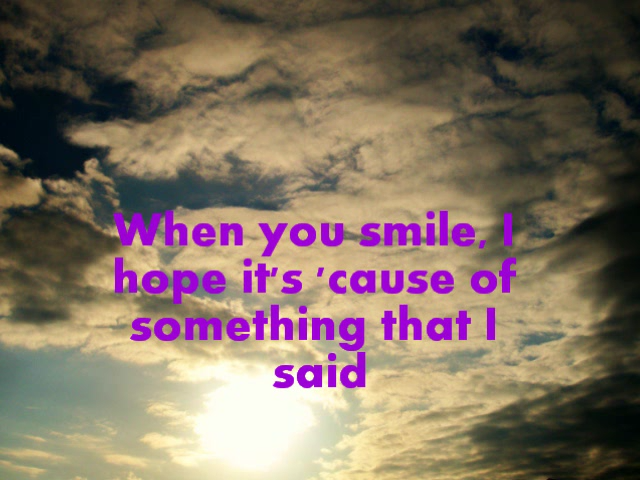 When you smile, I
hope it's 'cause of
something that I
said